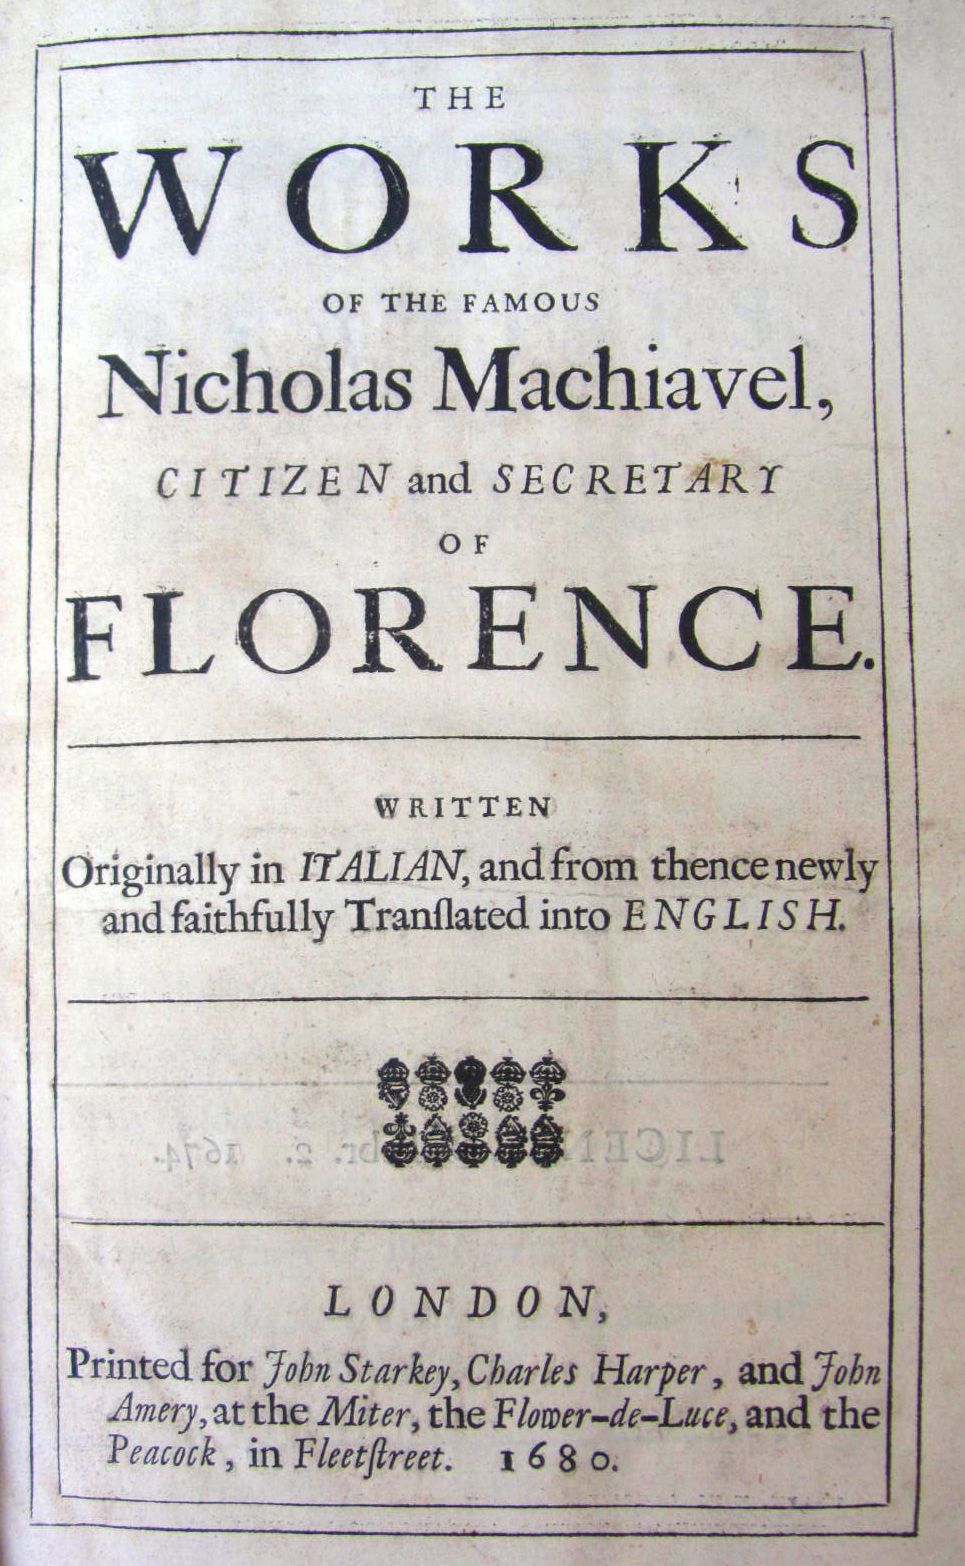 THE
WORKS
OF THE FAMOUS
Nicholas Machiavel,
CITIZEN and SECRETARY
OF
FLORENCE.
WRITTEN
Originally in ITALIAN, and from thence newly
and faithfully Tranſlated into ENGLISH.
LONDON,
Printed for John Starkey, Charles Harper, and John
Amery, at the Miter, the Flower-de-Luce, and the
Peacock, in Fleetſtreet. 1680.